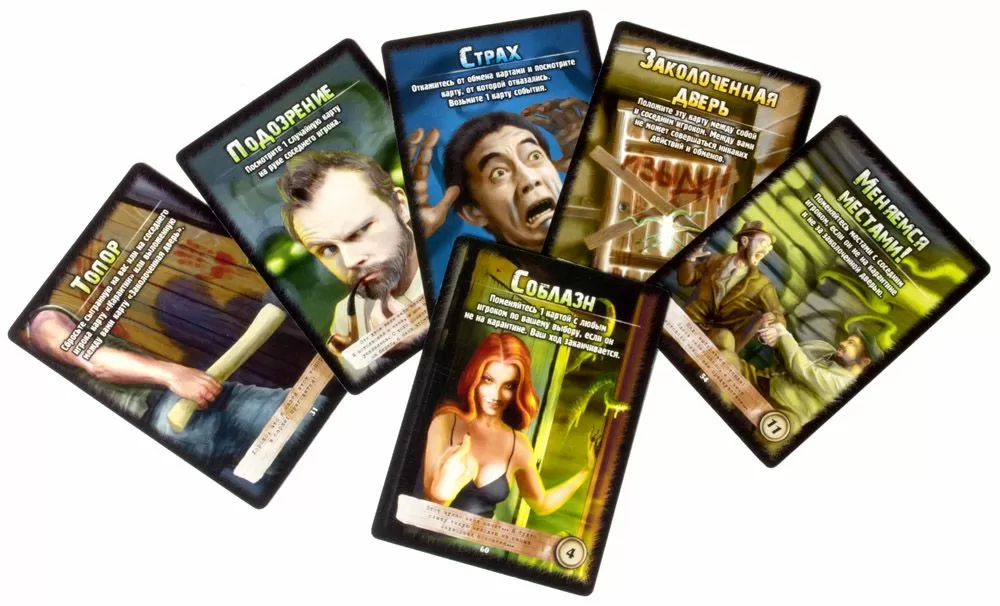 Топор
Сбросьте сыгранную на вас или на соседнего
игрока карту «Карантин» или выложенную
между вами карту «Заколоченная дверь».
31
Подозрение
Посмотрите 1 случайную карту
на руке соседнего игрока.
Страх
Откажитесь от обмена картами и посмотрите
карту, от которой отказались.
Возьмите 1 карту события.
Заколоченная
дверь
Положите эту карту между собой
и соседним игроком. Между вами
не может совершаться никаких
действий и обменов.
Меняемся
местами!
Поменяйтесь местами с соседним
игроком, если он не на карантине
и не за заколоченной дверью.
54
11
Соблазн
Поменяйтесь 1 картой с любым
игроком по вашему выбору, если он
не на карантине. Ваш ход заканчивается.
60
4